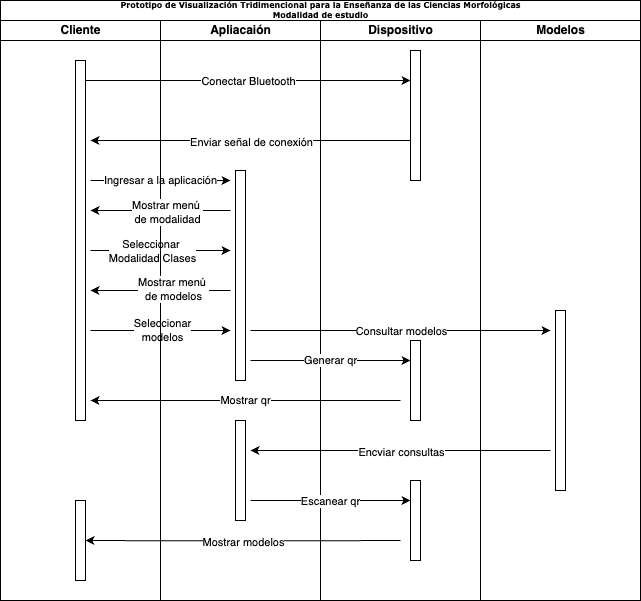 Prototipo de Visualización Tridimencional para la Enseñanza de las Ciencias Morfológicas
Modalidad de estudio
Cliente
Apliacaión
Dispositivo
Modelos
Conectar Bluetooth
Enviar señal de conexión
Ingresar a la aplicación
Mostrar menú
de modalidad
Seleccionar
Modalidad Clases
Mostrar menú
de modelos
Seleccionar
modelos
Consultar modelos
Generar qr
Mostrar qr
Encviar consultas
Escanear qr
Mostrar modelos